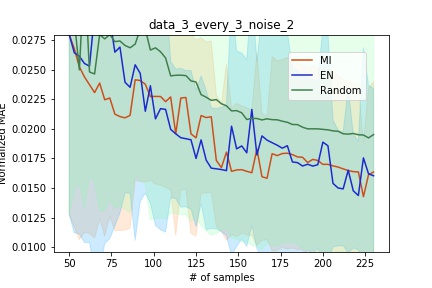 data_3_every_3_noise_2
Normalized MAE
0.0275
0.0250
0.0225
0.0200
0.0175
0.0150
0.0125
0.0100
MI
EN
Random
50
75
100
125
150
175
200
225
# of samples